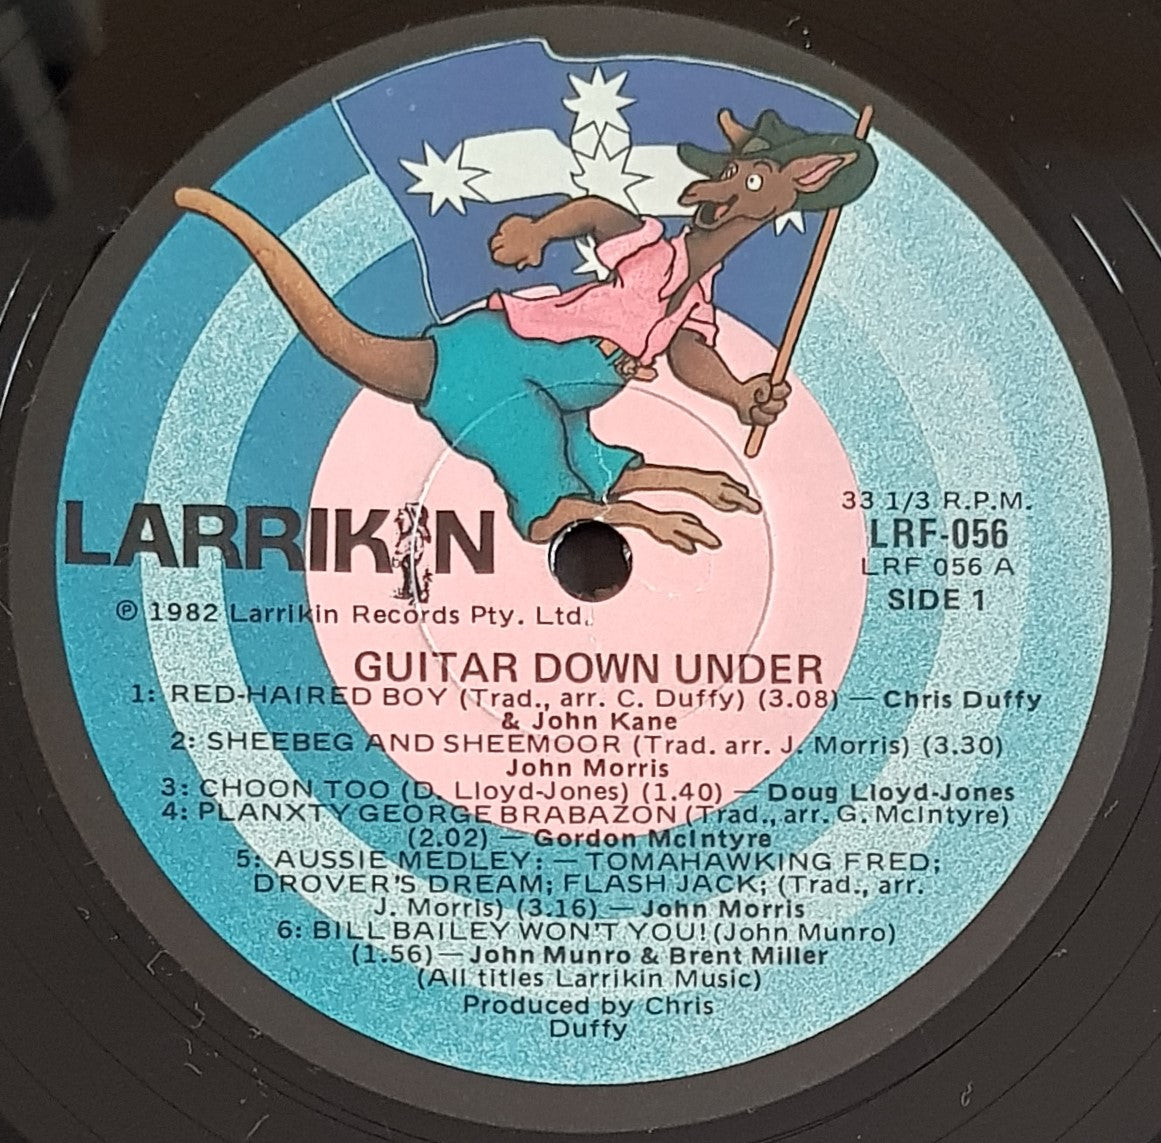 LARRIKIN
℗ 1982 Larrikin Records Pty. Ltd.
33 1/3 R.P.M.
LRF-056
LRF 056 A
SIDE 1
GUITAR DOWN UNDER
1: RED-HAIRED BOY (Trad., arr. C. Duffy) (3.08) — Chris Duffy
& John Kane
2: SHEEBEG AND SHEEMOOR (Trad. arr. J. Morris) (3.30)
John Morris
3: CHOON TOO (D. Lloyd-Jones) (1.40) — Doug Lloyd-Jones
4: PLANXTY GEORGE BRABAZON (Trad., arr. G. McIntyre)
(2.02) — Gordon McIntyre
5: AUSSIE MEDLEY: — TOMAHAWKING FRED;
DROVER'S DREAM; FLASH JACK; (Trad., arr.
J. Morris) (3.16) — John Morris
6: BILL BAILEY WON'T YOU! (John Munro)
(1.56) — John Munro & Brent Miller
(All titles Larrikin Music)
Produced by Chris
Duffy